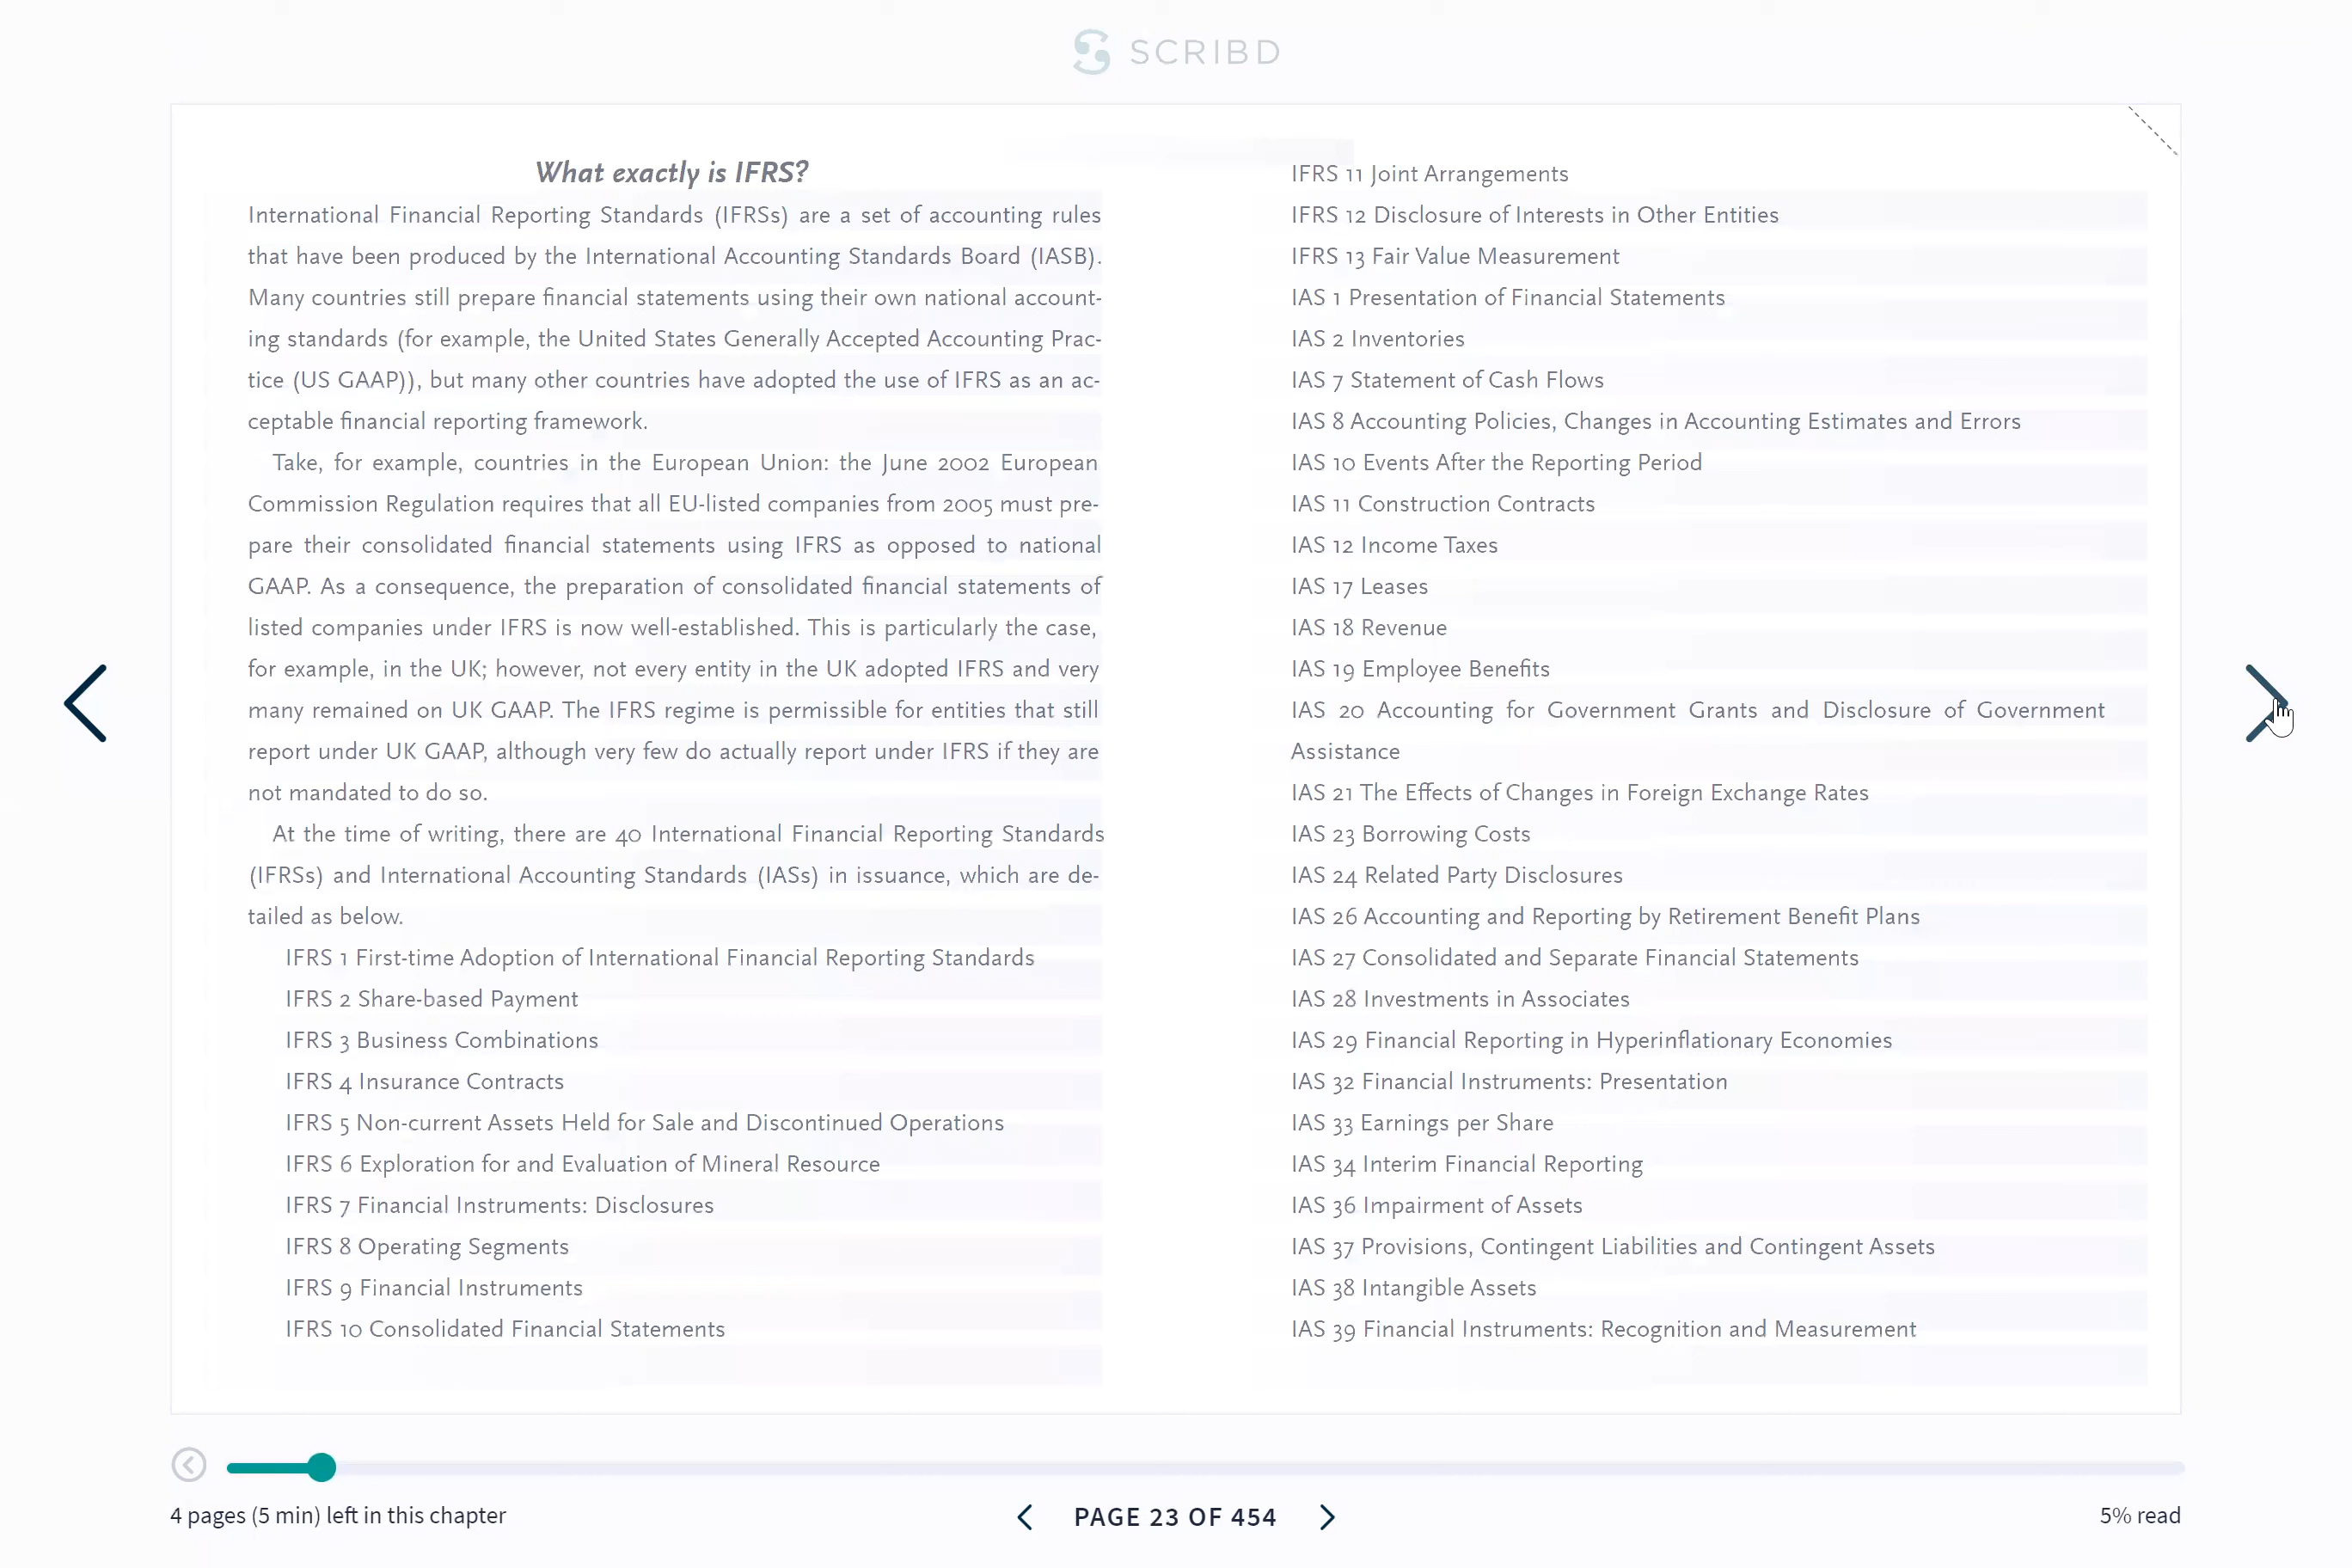 SCRIBD
What exactly is IFRS?
International Financial Reporting Standards (IFRSs) are a set of accounting rules
that have been produced by the International Accounting Standards Board (IASB).
Many countries still prepare financial statements using their own national account-
ing standards (for example, the United States Generally Accepted Accounting Prac-
tice (US GAAP)), but many other countries have adopted the use of IFRS as an ac-
ceptable financial reporting framework.
Take, for example, countries in the European Union: the June 2002 European
Commission Regulation requires that all EU-listed companies from 2005 must pre-
pare their consolidated financial statements using IFRS as opposed to national
GAAP. As a consequence, the preparation of consolidated financial statements of
listed companies under IFRS is now well-established. This is particularly the case,
for example, in the UK; however, not every entity in the UK adopted IFRS and very
many remained on UK GAAP. The IFRS regime is permissible for entities that still
report under UK GAAP, although very few do actually report under IFRS if they are
not mandated to do so.
At the time of writing, there are 40 International Financial Reporting Standards
(IFRSs) and International Accounting Standards (IASs) in issuance, which are de-
tailed as below.
IFRS 1 First-time Adoption of International Financial Reporting Standards
IFRS 2 Share-based Payment
IFRS 3 Business Combinations
IFRS 4 Insurance Contracts
IFRS 5 Non-current Assets Held for Sale and Discontinued Operations
IFRS 6 Exploration for and Evaluation of Mineral Resource
IFRS 7 Financial Instruments: Disclosures
IFRS 8 Operating Segments
IFRS 9 Financial Instruments
IFRS 10 Consolidated Financial Statements
IFRS 11 Joint Arrangements
IFRS 12 Disclosure of Interests in Other Entities
IFRS 13 Fair Value Measurement
IAS 1 Presentation of Financial Statements
IAS 2 Inventories
IAS 7 Statement of Cash Flows
IAS 8 Accounting Policies, Changes in Accounting Estimates and Errors
IAS 10 Events After the Reporting Period
IAS 11 Construction Contracts
IAS 12 Income Taxes
IAS 17 Leases
IAS 18 Revenue
IAS 19 Employee Benefits
IAS 20 Accounting for Government Grants and Disclosure of Government
Assistance
IAS 21 The Effects of Changes in Foreign Exchange Rates
IAS 23 Borrowing Costs
IAS 24 Related Party Disclosures
IAS 26 Accounting and Reporting by Retirement Benefit Plans
IAS 27 Consolidated and Separate Financial Statements
IAS 28 Investments in Associates
IAS 29 Financial Reporting in Hyperinflationary Economies
IAS 32 Financial Instruments: Presentation
IAS 33 Earnings per Share
IAS 34 Interim Financial Reporting
IAS 36 Impairment of Assets
IAS 37 Provisions, Contingent Liabilities and Contingent Assets
IAS 38 Intangible Assets
IAS 39 Financial Instruments: Recognition and Measurement
4 pages (5 min) left in this chapter
PAGE 23 OF 454
5% read